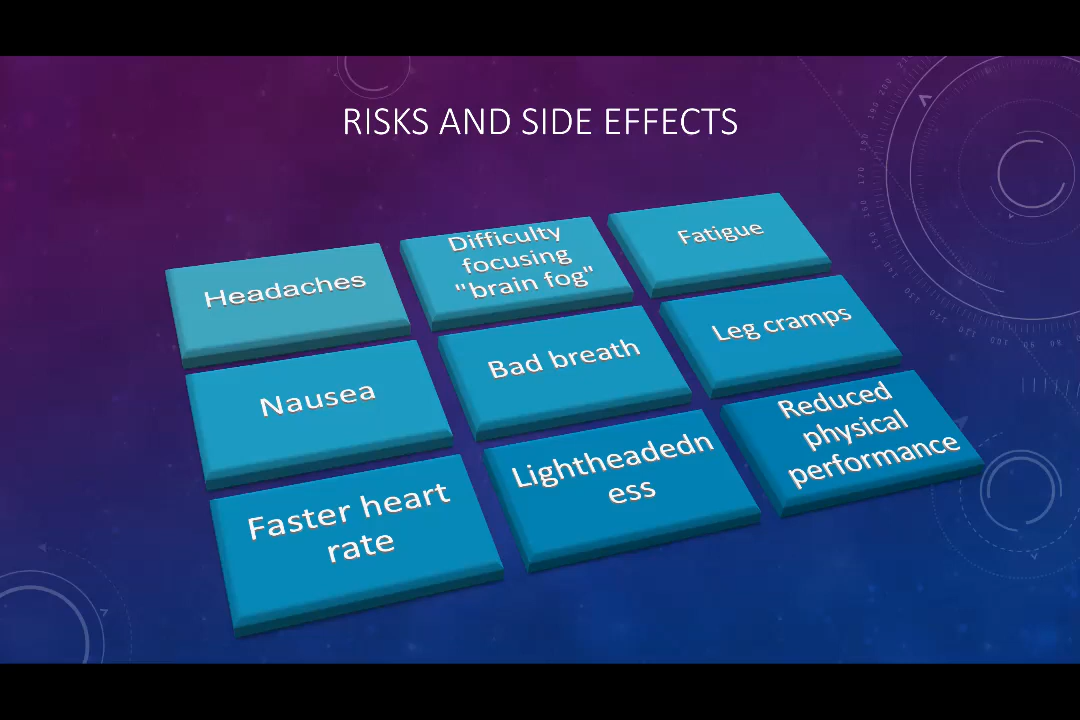 RISKS AND SIDE EFFECTS
Headaches
Difficulty
focusing
"brain fog"
Fatigue
Nausea
Bad breath
Leg cramps
Faster heart
rate
Lightheadedn
ess
Reduced
physical
performance